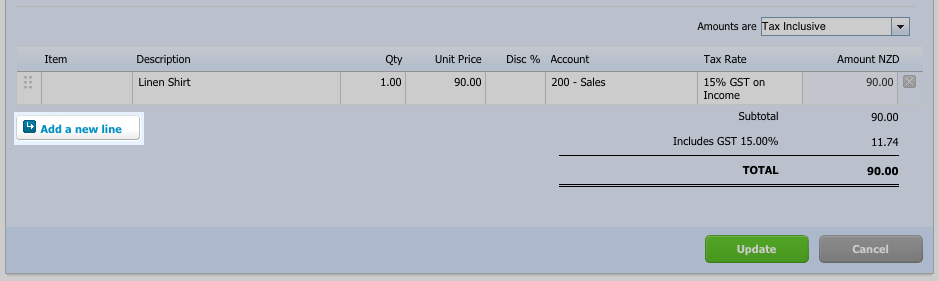 Amounts are Tax Inclusive
Item Description Qty Unit Price Disc % Account Tax Rate Amount NZD
Linen Shirt 1.00 90.00 200 - Sales 15% GST on Income 90.00
Add a new line
Subtotal 90.00
Includes GST 15.00% 11.74
TOTAL 90.00
Update Cancel